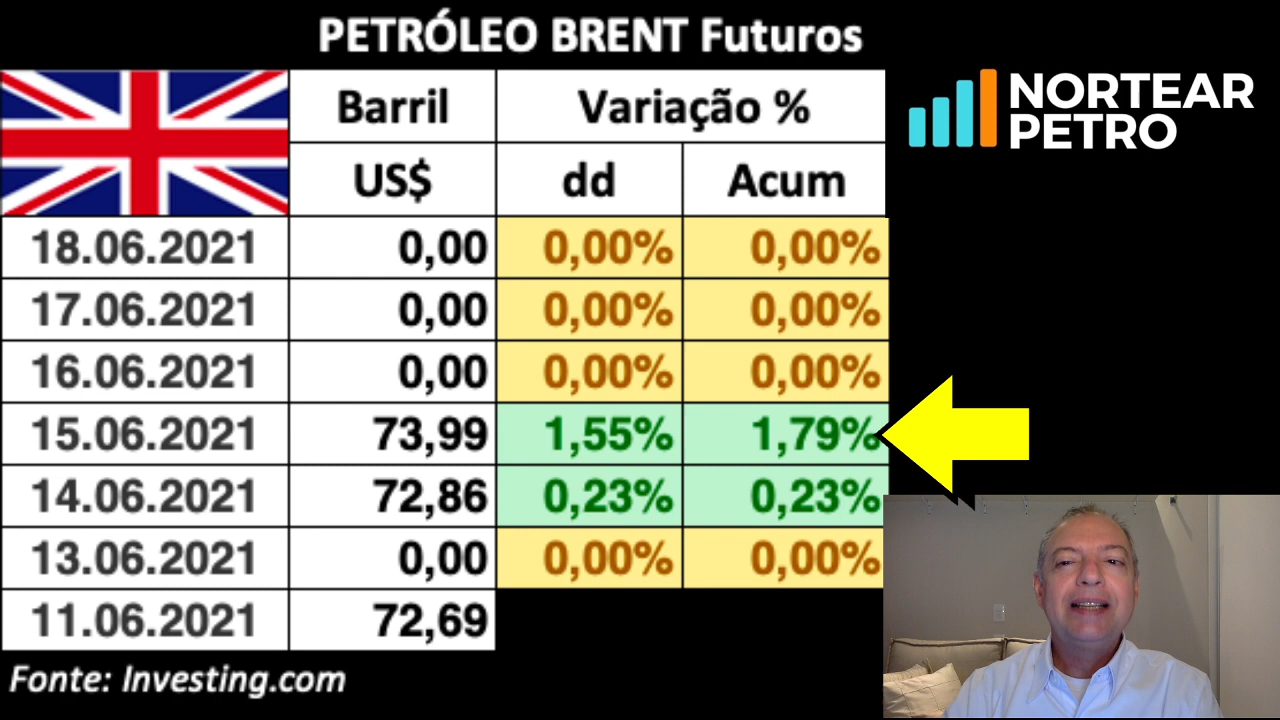 PETRÓLEO BRENT Futuros
NORTEAR
PETRO
Barril Variação %
US$ dd Acum
18.06.2021 0,00 0,00% 0,00%
17.06.2021 0,00 0,00% 0,00%
16.06.2021 0,00 0,00% 0,00%
15.06.2021 73,99 1,55% 1,79%
14.06.2021 72,86 0,23% 0,23%
13.06.2021 0,00 0,00% 0,00%
11.06.2021 72,69
Fonte: Investing.com